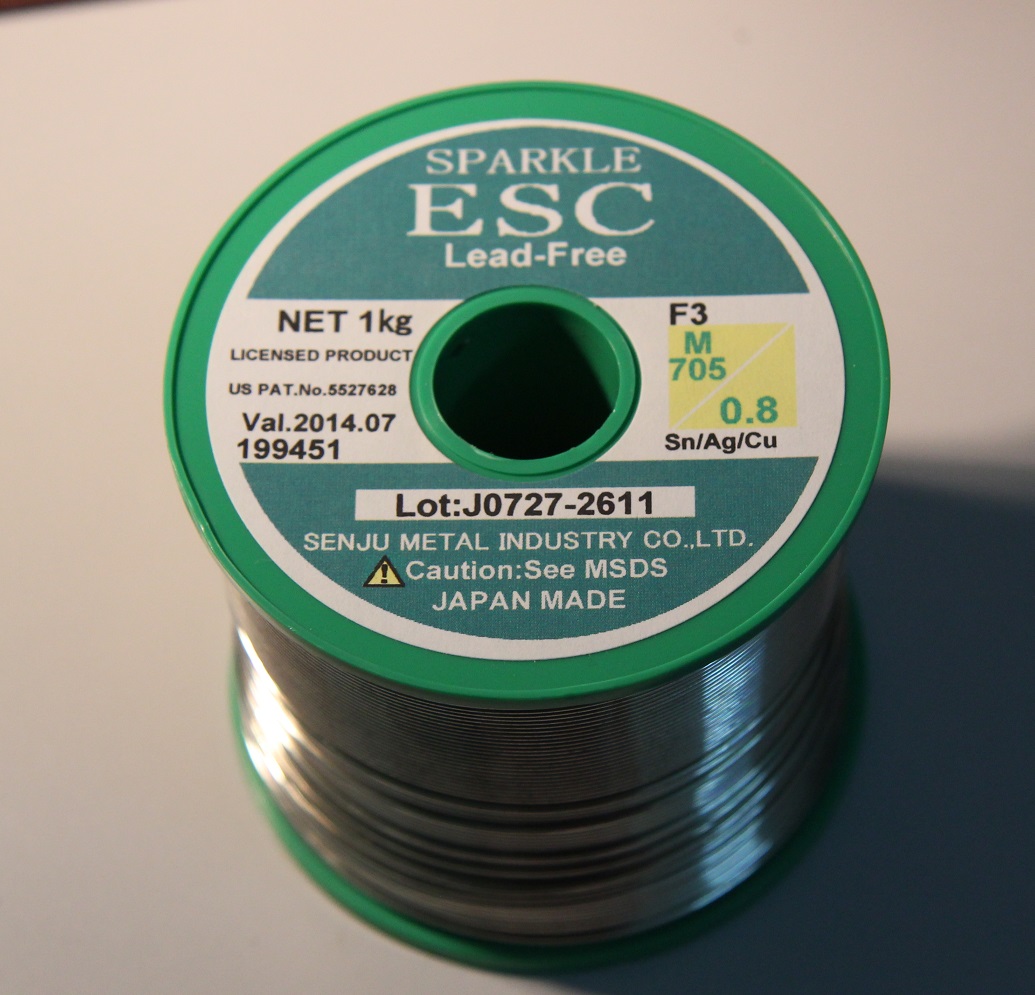 SPARKLE
ESC
Lead-Free
NET 1kg
LICENSED PRODUCT
US PAT.No.5527628
Val.2014.07
199451
F3
M
705
0.8
Sn/Ag/Cu
Lot:J0727-2611
SENJU METAL INDUSTRY CO.,LTD.
Caution:See MSDS
JAPAN MADE